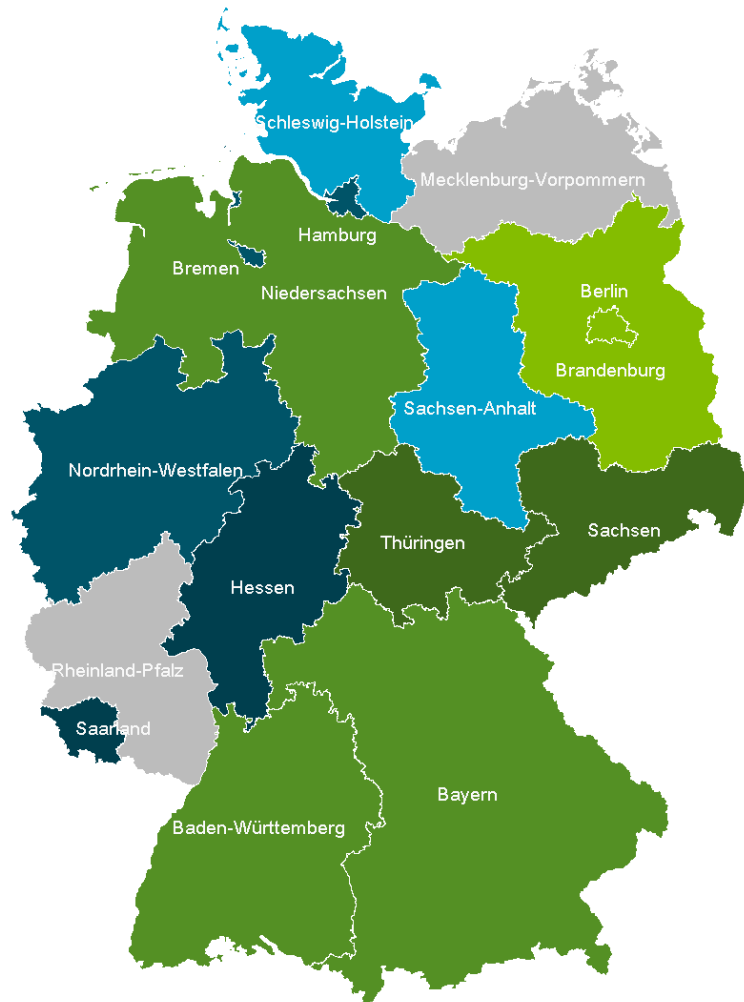 Schleswig-Holstein
Mecklenburg-Vorpommern
Hamburg
Bremen
Niedersachsen
Berlin
Brandenburg
Sachsen-Anhalt
Nordrhein-Westfalen
Sachsen
Thüringen
Hessen
Rheinland-Pfalz
Saarland
Bayern
Baden-Württemberg